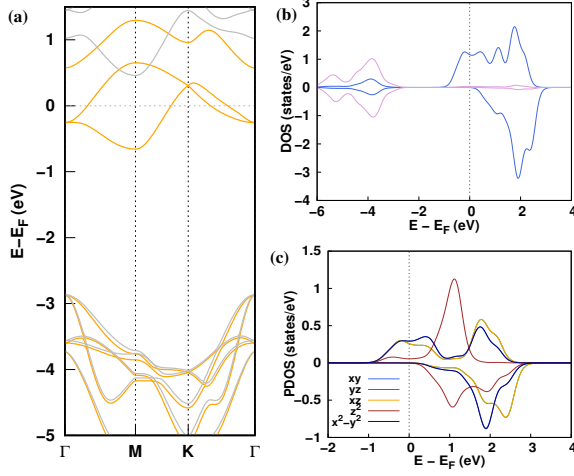 (a)
1
0
−1
−2
−3
−4
−5
E−E_F (eV)
Γ M K Γ
(b)
3
2
1
0
−1
−2
−3
−4
DOS (states/eV)
−6 −4 −2 0 2 4
E − E_F (eV)
(c)
1.5
1
0.5
0
−0.5
−1
PDOS (states/eV)
xy
yz
xz
z²
x²−y²
−4 −2 0 2 4
E − E_F (eV)